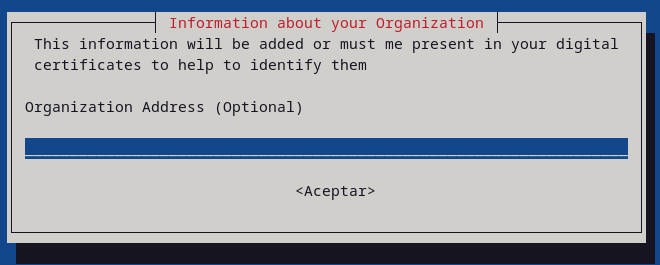 Information about your Organization
This information will be added or must me present in your digital
certificates to help to identify them
Organization Address (Optional)
<Aceptar>